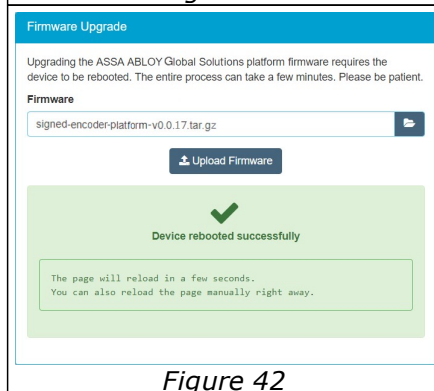 Firmware Upgrade
Upgrading the ASSA ABLOY Global Solutions platform firmware requires the
device to be rebooted. The entire process can take a few minutes. Please be patient.
Firmware
signed-encoder-platform-v0.0.17.tar.gz
Upload Firmware
Device rebooted successfully
The page will reload in a few seconds.
You can also reload the page manually right away.
Figure 42